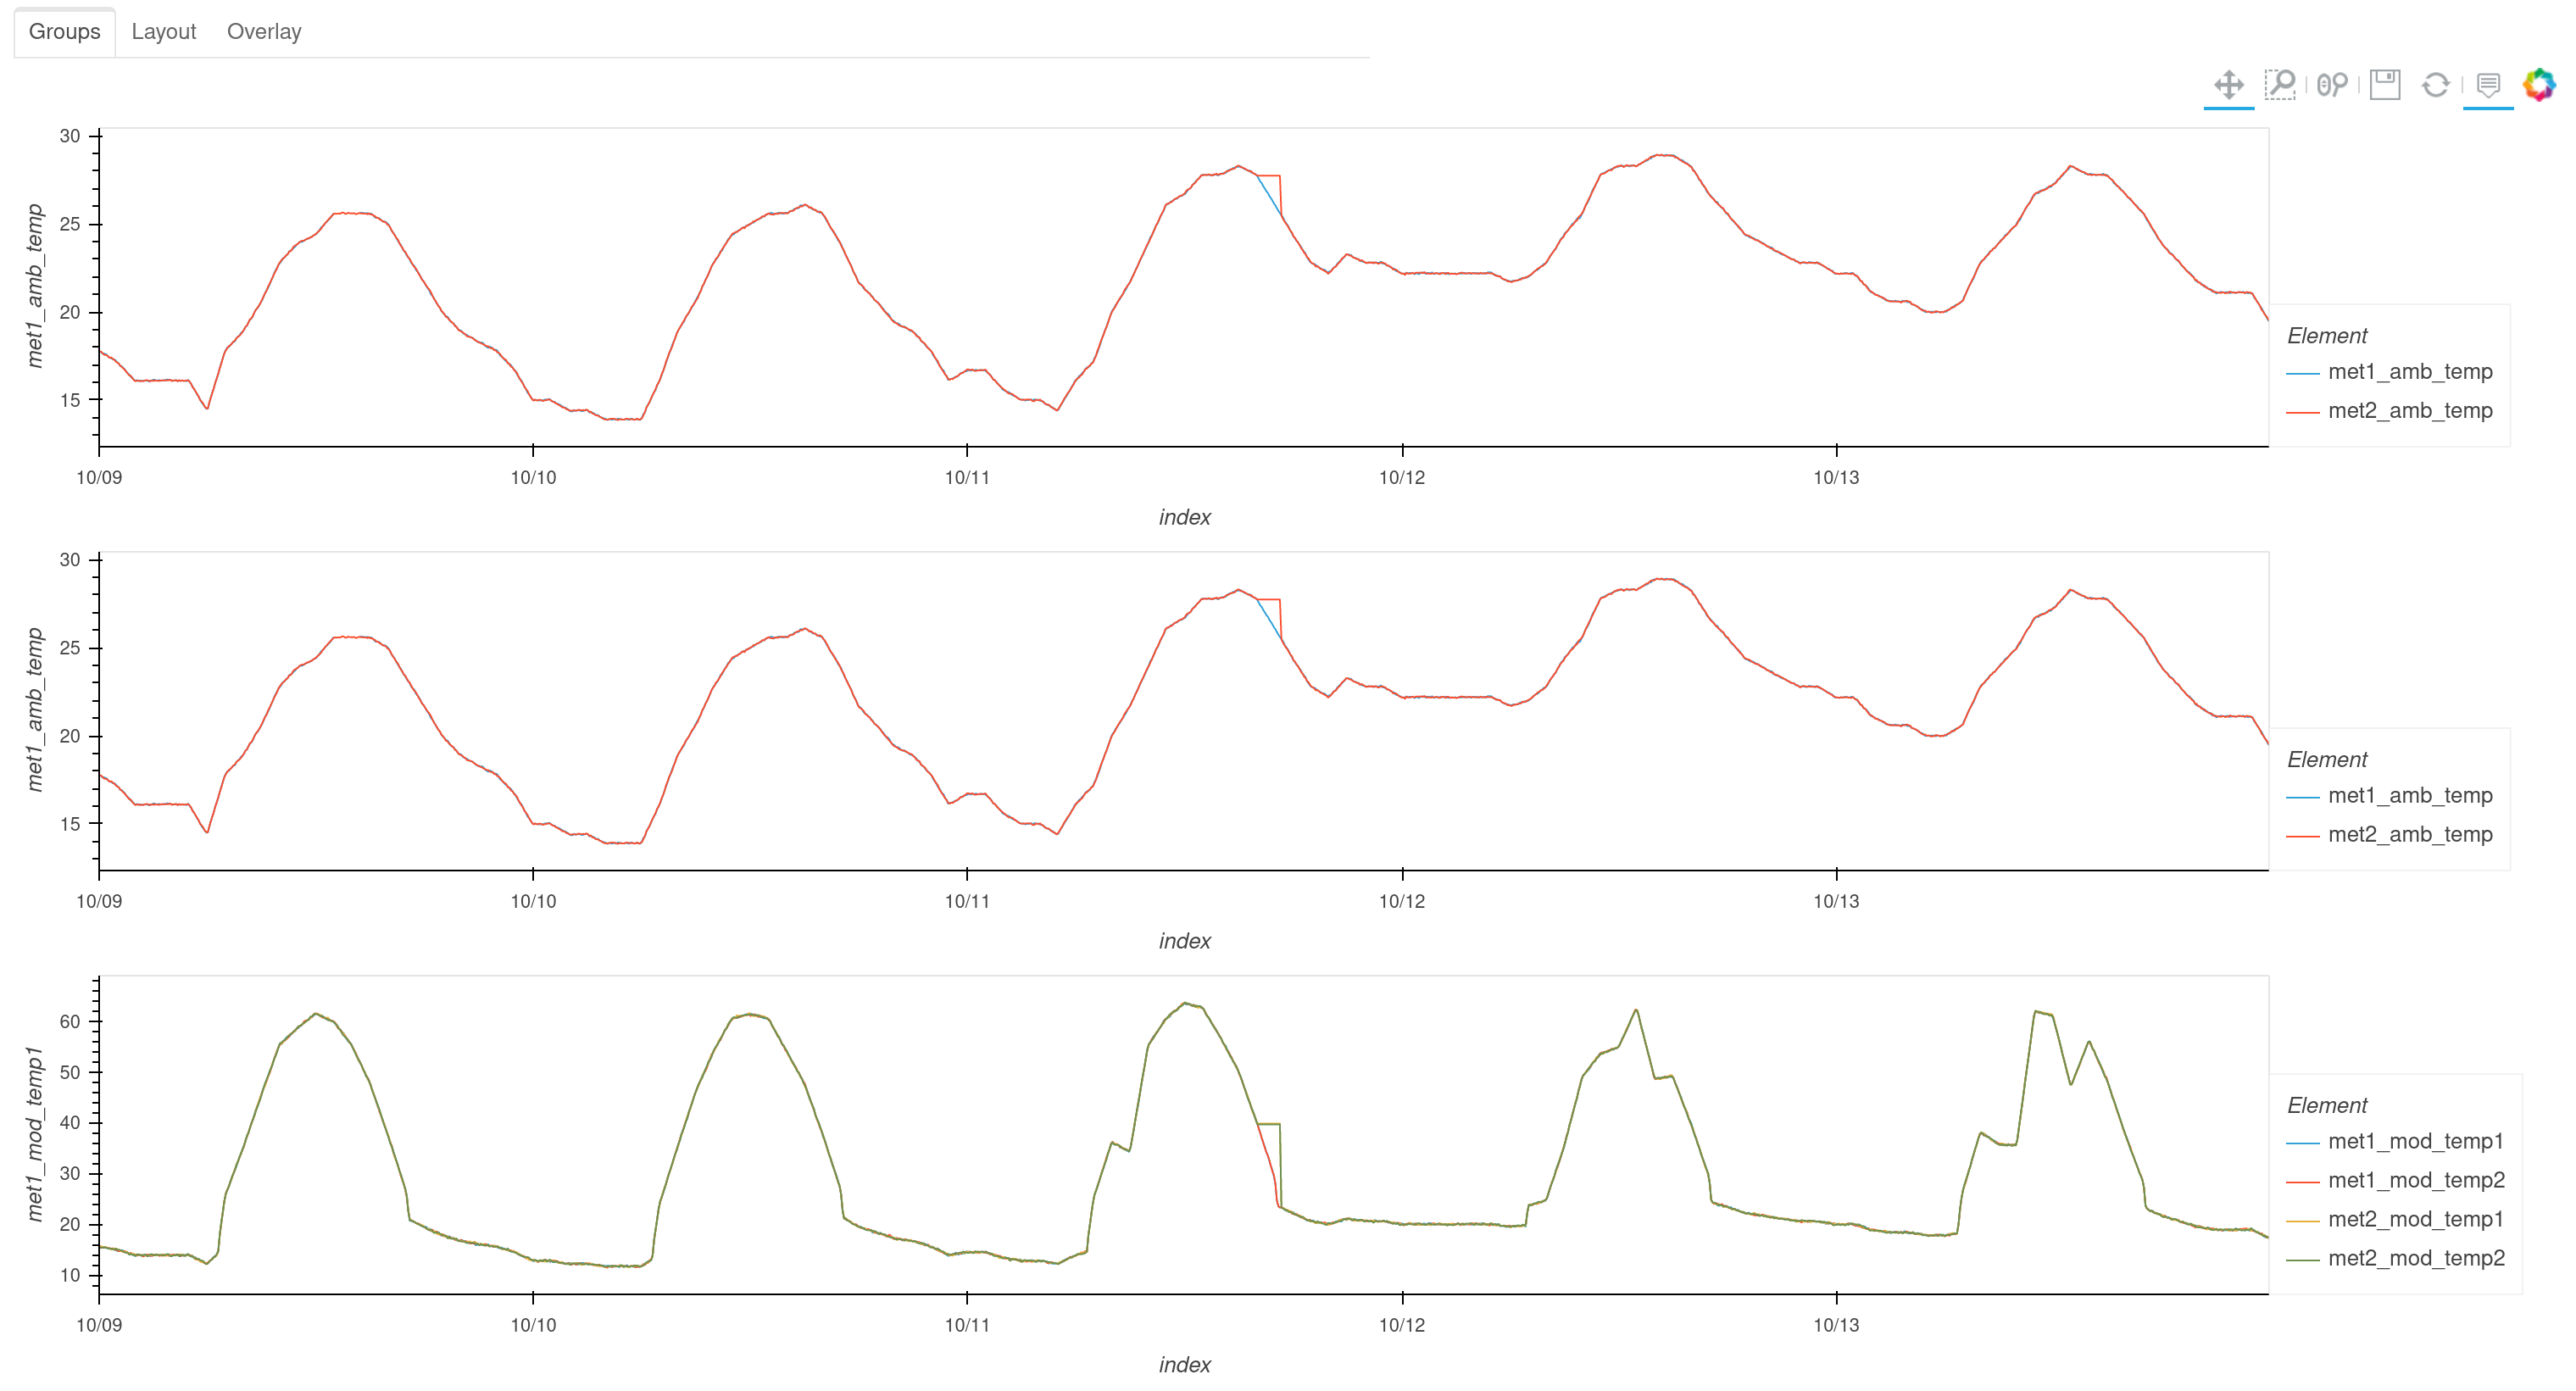 Groups Layout Overlay
30
25
20
15
met1_amb_temp
10/09 10/10 10/11 10/12 10/13
index
Element
met1_amb_temp
met2_amb_temp
30
25
20
15
met1_amb_temp
10/09 10/10 10/11 10/12 10/13
index
Element
met1_amb_temp
met2_amb_temp
60
50
40
30
20
10
met1_mod_temp1
10/09 10/10 10/11 10/12 10/13
index
Element
met1_mod_temp1
met1_mod_temp2
met2_mod_temp1
met2_mod_temp2